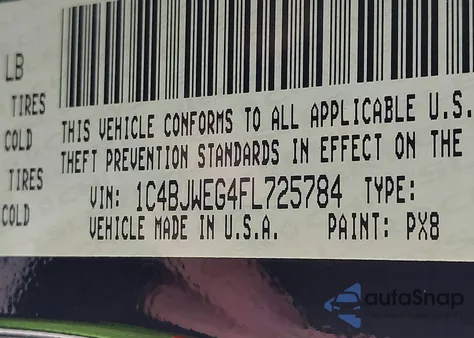 LB
TIRES
COLD
TIRES
COLD
THIS VEHICLE CONFORMS TO ALL APPLICABLE U.S.
THEFT PREVENTION STANDARDS IN EFFECT ON THE
VIN: 1C4BJWEG4FL725784 TYPE:
VEHICLE MADE IN U.S.A. PAINT: PX8
autaSnap